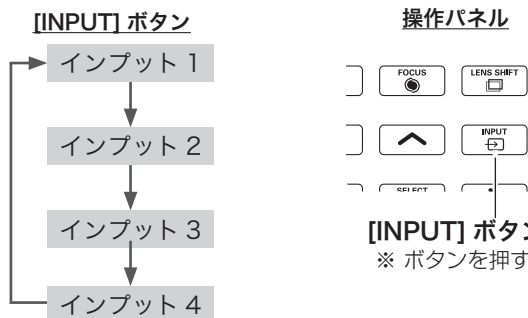 [INPUT] ボタン
インプット 1
インプット 2
インプット 3
インプット 4
操作パネル
FOCUS
LENS SHIFT
INPUT
SELECT
[INPUT] ボタン
※ ボタンを押す